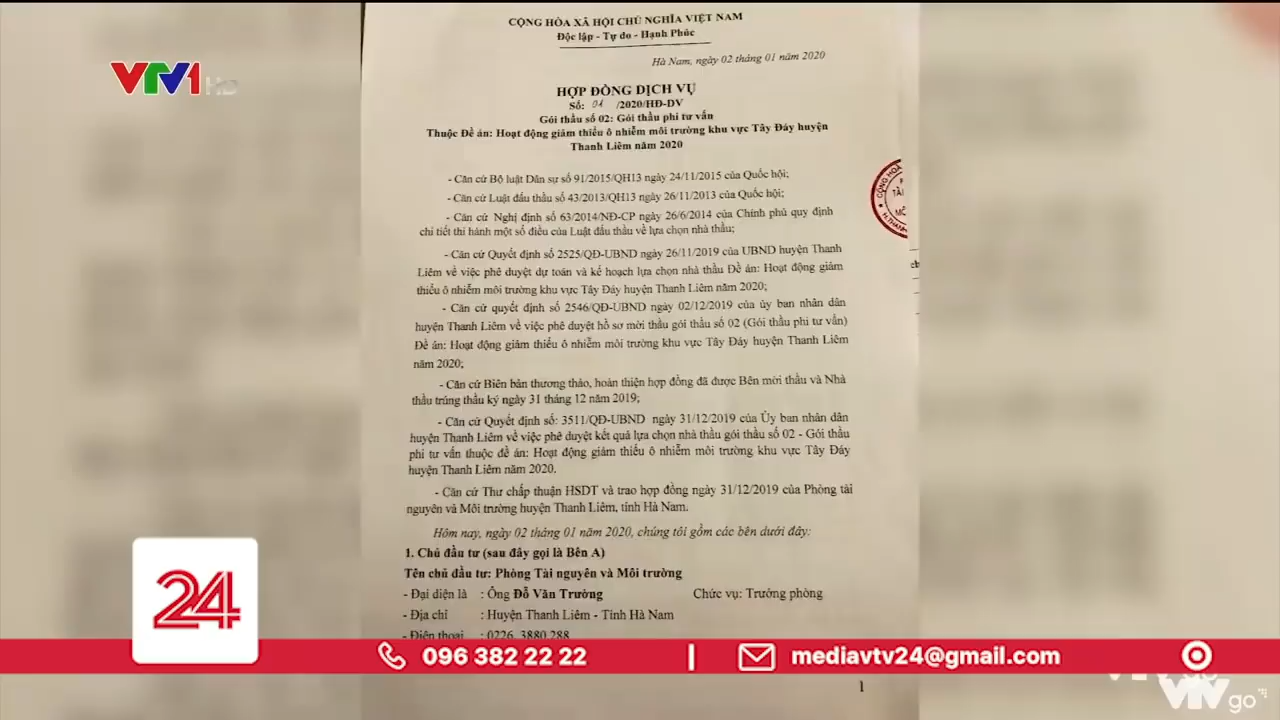 CỘNG HÒA XÃ HỘI CHỦ NGHĨA VIỆT NAM
Độc lập - Tự do - Hạnh Phúc
Hà Nam, ngày 02 tháng 01 năm 2020
VTV1 HD
HỢP ĐỒNG DỊCH VỤ
Số: 01 /2020/HĐ-DV
Gói thầu số 02: Gói thầu phi tư vấn
Thuộc Đề án: Hoạt động giảm thiểu ô nhiễm môi trường khu vực Tây Đáy huyện
Thanh Liêm năm 2020
- Căn cứ Bộ luật Dân sự số 91/2015/QH13 ngày 24/11/2015 của Quốc hội;
- Căn cứ Luật đấu thầu số 43/2013/QH13 ngày 26/11/2013 của Quốc hội;
- Căn cứ Nghị định số 63/2014/NĐ-CP ngày 26/6/2014 của Chính phủ quy định
chi tiết thi hành một số điều của Luật đấu thầu về lựa chọn nhà thầu;
- Căn cứ Quyết định số 2525/QĐ-UBND ngày 26/11/2019 của UBND huyện Thanh
Liêm về việc phê duyệt dự toán và kế hoạch lựa chọn nhà thầu Đề án: Hoạt động giảm
thiểu ô nhiễm môi trường khu vực Tây Đáy huyện Thanh Liêm năm 2020;
- Căn cứ quyết định số 2546/QĐ-UBND ngày 02/12/2019 của ủy ban nhân dân
huyện Thanh Liêm về việc phê duyệt hồ sơ mời thầu gói thầu số 02 (Gói thầu phi tư vấn)
Đề án: Hoạt động giảm thiểu ô nhiễm môi trường khu vực Tây Đáy huyện Thanh Liêm
năm 2020;
- Căn cứ Biên bản thương thảo, hoàn thiện hợp đồng đã được Bên mời thầu và Nhà
thầu trúng thầu ký ngày 31 tháng 12 năm 2019;
- Căn cứ Quyết định số: 3511/QĐ-UBND ngày 31/12/2019 của Ủy ban nhân dân
huyện Thanh Liêm về việc phê duyệt kết quả lựa chọn nhà thầu gói thầu số 02 - Gói thầu
phi tư vấn thuộc đề án: Hoạt động giảm thiểu ô nhiễm môi trường khu vực Tây Đáy
huyện Thanh Liêm năm 2020.
- Căn cứ Thư chấp thuận HSDT và trao hợp đồng ngày 31/12/2019 của Phòng tài
nguyên và Môi trường huyện Thanh Liêm, tỉnh Hà Nam.
Hôm nay, ngày 02 tháng 01 năm 2020, chúng tôi gồm các bên dưới đây:
1. Chủ đầu tư (sau đây gọi là Bên A)
Tên chủ đầu tư: Phòng Tài nguyên và Môi trường
- Đại diện là : Ông Đỗ Văn Trường Chức vụ: Trưởng phòng
- Địa chỉ : Huyện Thanh Liêm - Tỉnh Hà Nam
- Điện thoại : 0226. 3880.288
24
096 382 22 22 | mediavtv24@gmail.com
1
VTV go